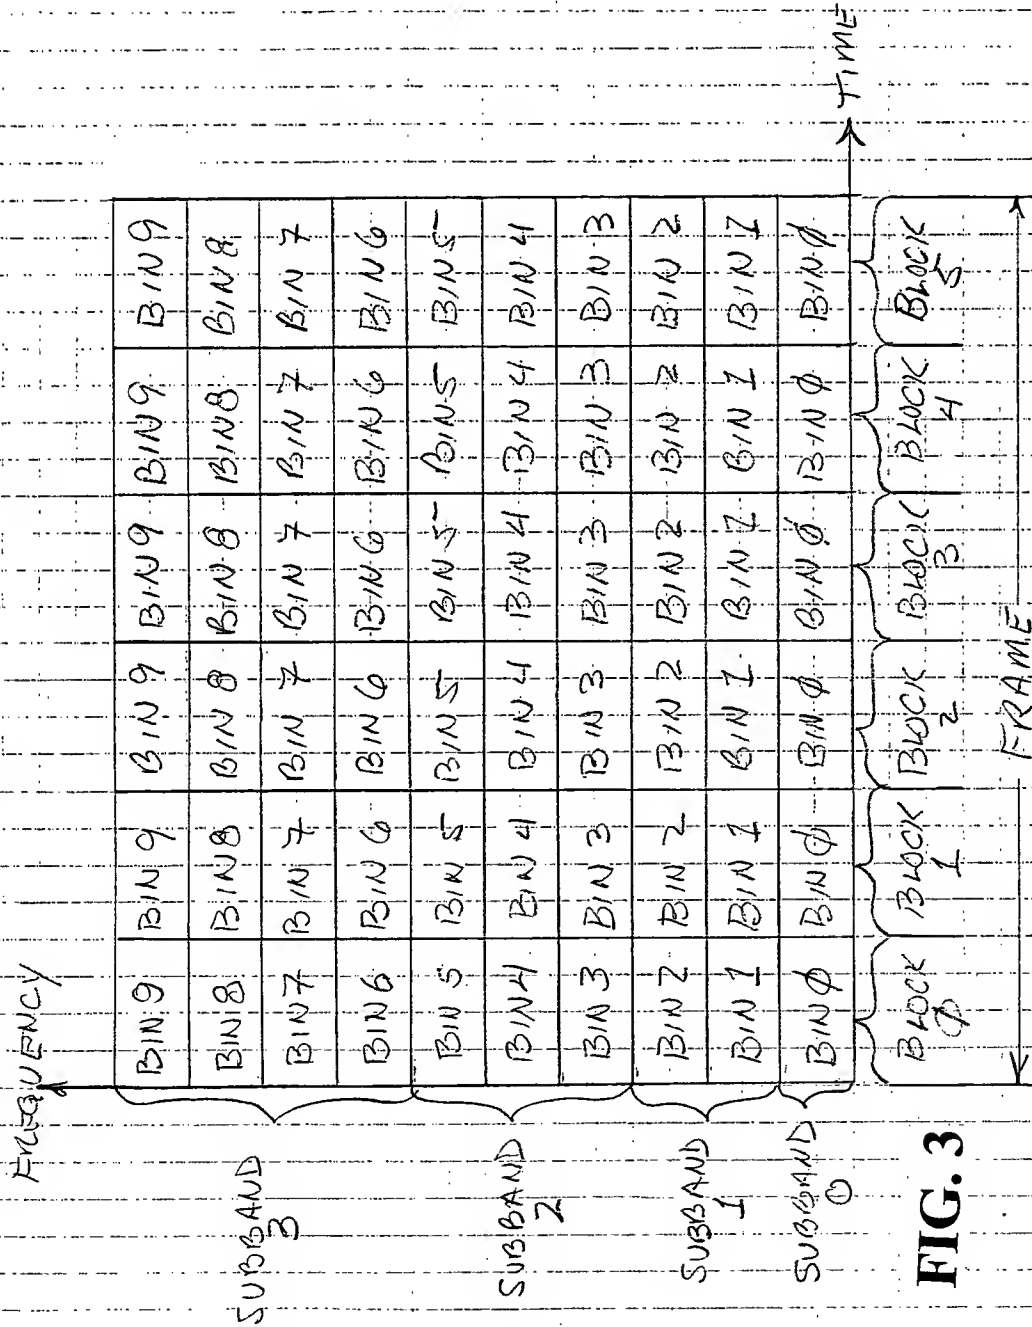 FREQUENCY
SUBBAND 3
BIN 9 BIN 9 BIN 9 BIN 9 BIN 9 BIN 9
BIN 8 BIN 8 BIN 8 BIN 8 BIN 8 BIN 8
BIN 7 BIN 7 BIN 7 BIN 7 BIN 7 BIN 7
BIN 6 BIN 6 BIN 6 BIN 6 BIN 6 BIN 6
SUBBAND 2
BIN 5 BIN 5 BIN 5 BIN 5 BIN 5 BIN 5
BIN 4 BIN 4 BIN 4 BIN 4 BIN 4 BIN 4
BIN 3 BIN 3 BIN 3 BIN 3 BIN 3 BIN 3
SUBBAND 1
BIN 2 BIN 2 BIN 2 BIN 2 BIN 2 BIN 2
BIN 1 BIN 1 BIN 1 BIN 1 BIN 1 BIN 1
SUBBAND 0
BIN Ø BIN Ø BIN Ø BIN Ø BIN Ø BIN Ø
TIME
BLOCK Ø BLOCK 1 BLOCK 2 BLOCK 3 BLOCK 4 BLOCK 5
FRAME
FIG. 3